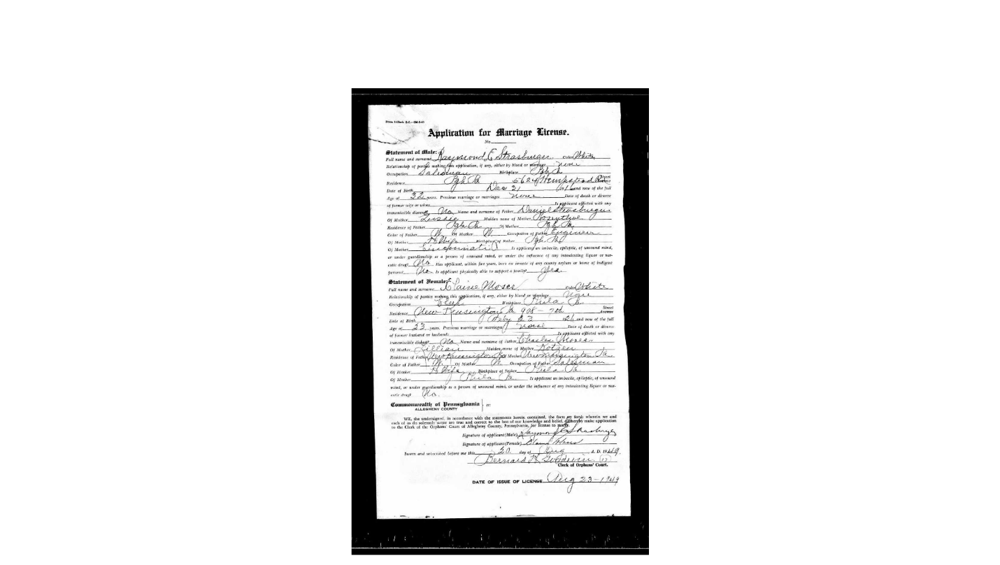 Application for Marriage License.
No.
Statement of Male:
Full name and surname Raymond E Strasburger color White
Relationship of parties making this application, if any, either by blood or marriage none
Occupation Salesman Birthplace Pgh Pa
Residence Pgh Pa 5624 Hempstead Rd Street Avenue
Date of Birth Dec 31 1916 and now of the full
Age of 32 years. Previous marriage or marriages none Date of death or divorce
of former wife or wives Is applicant afflicted with any
transmissible disease No Name and surname of Father Daniel Strasburger
Of Mother Maiden name of Mother
Residence of Father Pgh Pa Of Mother Pgh Pa
Color of Father W. Of Mother W. Occupation of Father Engineer
Of Mother H Wife Birthplace of Father Pgh. Pa.
Of Mother Cincinnati O Is applicant an imbecile, epileptic, of unsound mind,
or under guardianship as a person of unsound mind, or under the influence of any intoxicating liquor or nar-
cotic drug? No Has applicant, within five years, been an inmate of any county asylum or home of indigent
persons? No Is applicant physically able to support a family? Yes.
Statement of Female:
Full name and surname Elaine Moses color White
Relationship of parties making this application, if any, either by blood or marriage None
Occupation Clerk Birthplace Phila Pa.
Residence New Kensington Pa 908 - 7th Street Avenue
Date of Birth Feby 23 1926 and now of the full
Age of 23 years. Previous marriage or marriages none Date of death or divorce
of former husband or husbands Is applicant afflicted with any
transmissible disease No Name and surname of Father Charles Moses
Of Mother Lillian Maiden name of Mother Kotzen
Residence of Father New Kensington Pa Of Mother New Kensington Pa.
Color of Father W. Of Mother W. Occupation of Father Salesman
Of Mother H Wife Birthplace of Father Phila Pa.
Of Mother Phila Pa. Is applicant an imbecile, epileptic, of unsound
mind, or under guardianship as a person of unsound mind, or under the influence of any intoxicating liquor or nar-
cotic drug? No.
Commonwealth of Pennsylvania ss:
ALLEGHENY COUNTY
WE, the undersigned, in accordance with the statements herein contained, the facts set forth wherein we and
each of us do solemnly swear are true and correct to the best of our knowledge and belief, do hereby make application
to the Clerk of the Orphans' Court of Allegheny County, Pennsylvania, for license to marry.
Signature of applicant (Male) Raymond E Strasburger
Signature of applicant (Female) Elaine Moses
Sworn and subscribed before me this 20 day of Aug A. D. 1949.
Bernard Goodwin
Clerk of Orphans' Court.
DATE OF ISSUE OF LICENSE Aug 23-1949